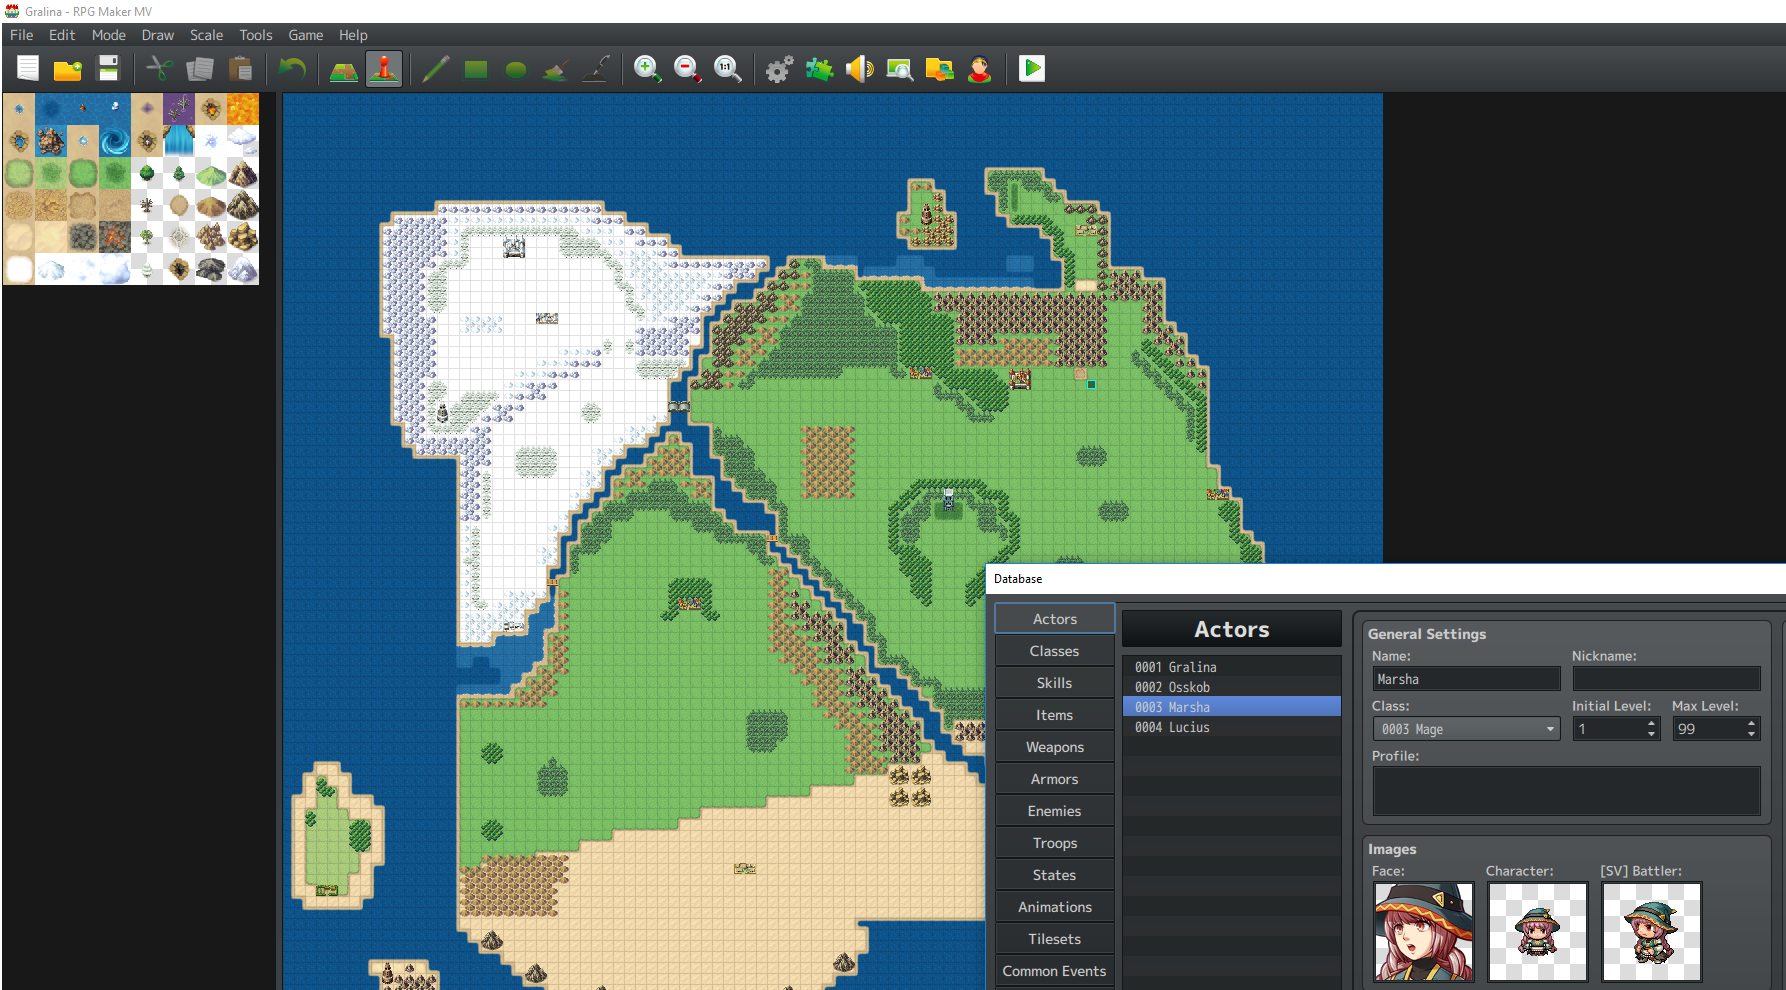 Gralina - RPG Maker MV
File Edit Mode Draw Scale Tools Game Help
1:1
Database
Actors
Classes
Skills
Items
Weapons
Armors
Enemies
Troops
States
Animations
Tilesets
Common Events
Actors
0001 Gralina
0002 Osskob
0003 Marsha
0004 Lucius
General Settings
Name: Nickname:
Marsha
Class: Initial Level: Max Level:
0003 Mage 1 99
Profile:
Images
Face: Character: [SV] Battler: